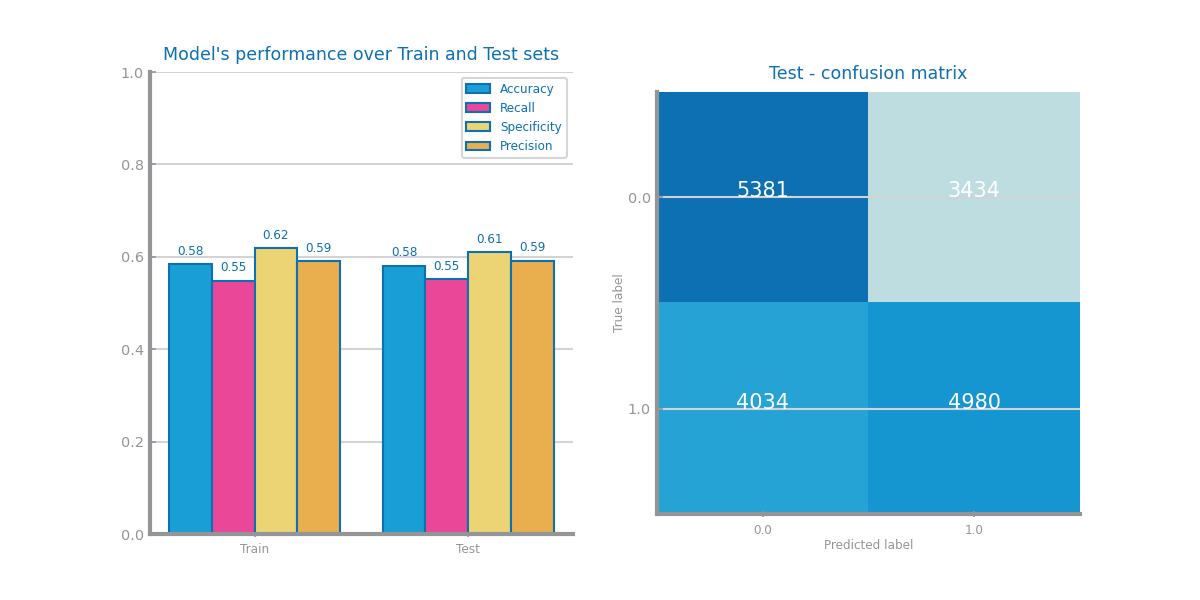 Model's performance over Train and Test sets
1.0
0.8
0.6
0.4
0.2
0.0
Accuracy
Recall
Specificity
Precision
0.58
0.55
0.62
0.59
0.58
0.55
0.61
0.59
Train
Test
Test - confusion matrix
True label
0.0
1.0
5381
3434
4034
4980
0.0
1.0
Predicted label